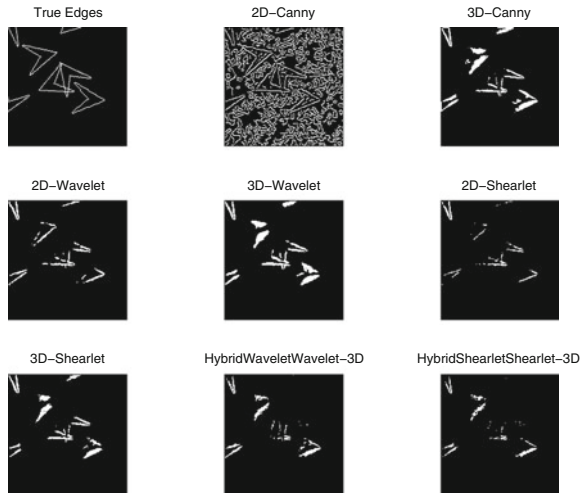 True Edges
2D−Canny
3D−Canny
2D−Wavelet
3D−Wavelet
2D−Shearlet
3D−Shearlet
HybridWaveletWavelet−3D
HybridShearletShearlet−3D